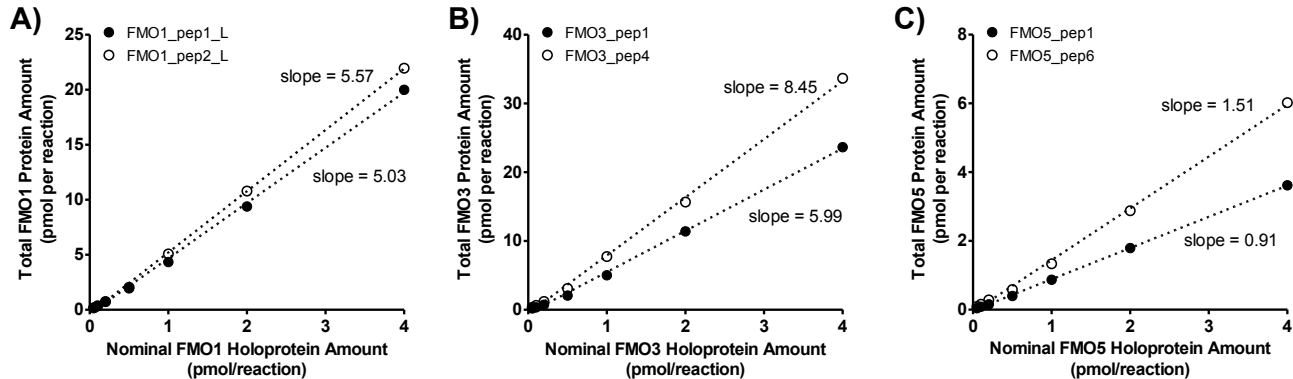 A)
FMO1_pep1_L
FMO1_pep2_L
slope = 5.57
slope = 5.03
Total FMO1 Protein Amount
(pmol per reaction)
25
20
15
10
5
0
0 1 2 3 4
Nominal FMO1 Holoprotein Amount
(pmol/reaction)
B)
FMO3_pep1
FMO3_pep4
slope = 8.45
slope = 5.99
Total FMO3 Protein Amount
(pmol per reaction)
40
30
20
10
0
0 1 2 3 4
Nominal FMO3 Holoprotein Amount
(pmol/reaction)
C)
FMO5_pep1
FMO5_pep6
slope = 1.51
slope = 0.91
Total FMO5 Protein Amount
(pmol per reaction)
8
6
4
2
0
0 1 2 3 4
Nominal FMO5 Holoprotein Amount
(pmol/reaction)